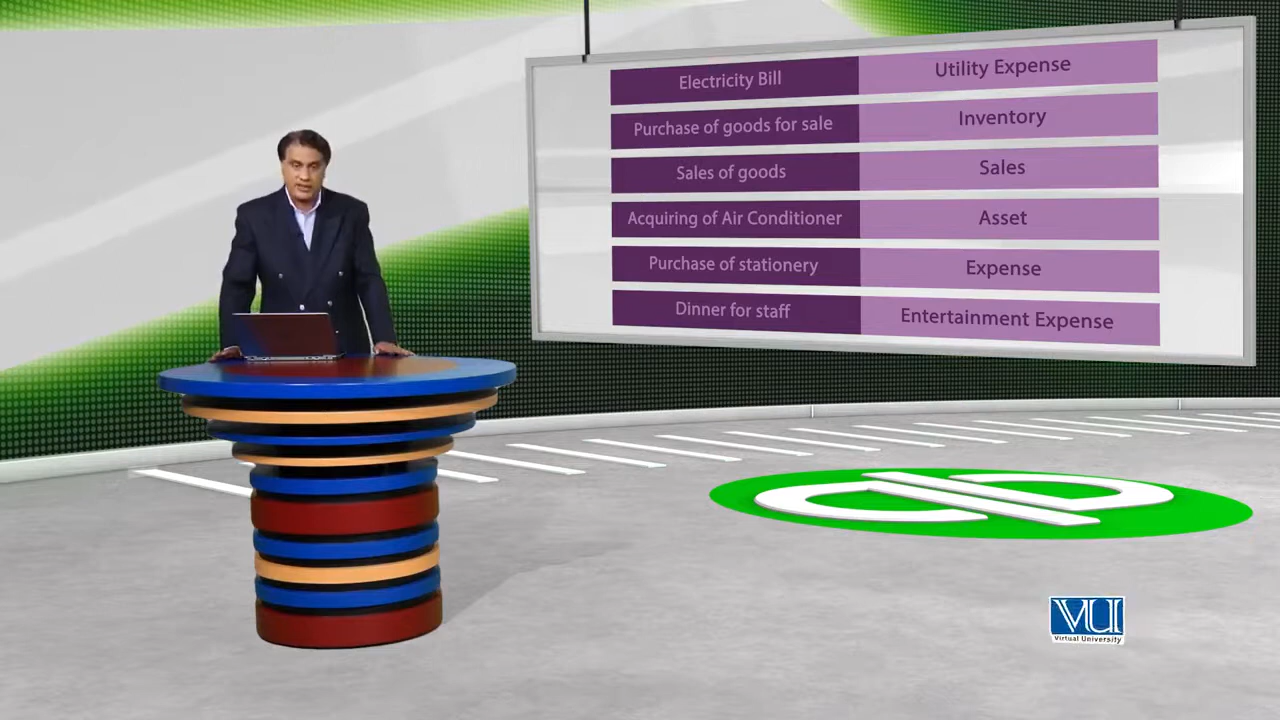 Electricity Bill Utility Expense
Purchase of goods for sale Inventory
Sales of goods Sales
Acquiring of Air Conditioner Asset
Purchase of stationery Expense
Dinner for staff Entertainment Expense
VU
Virtual University